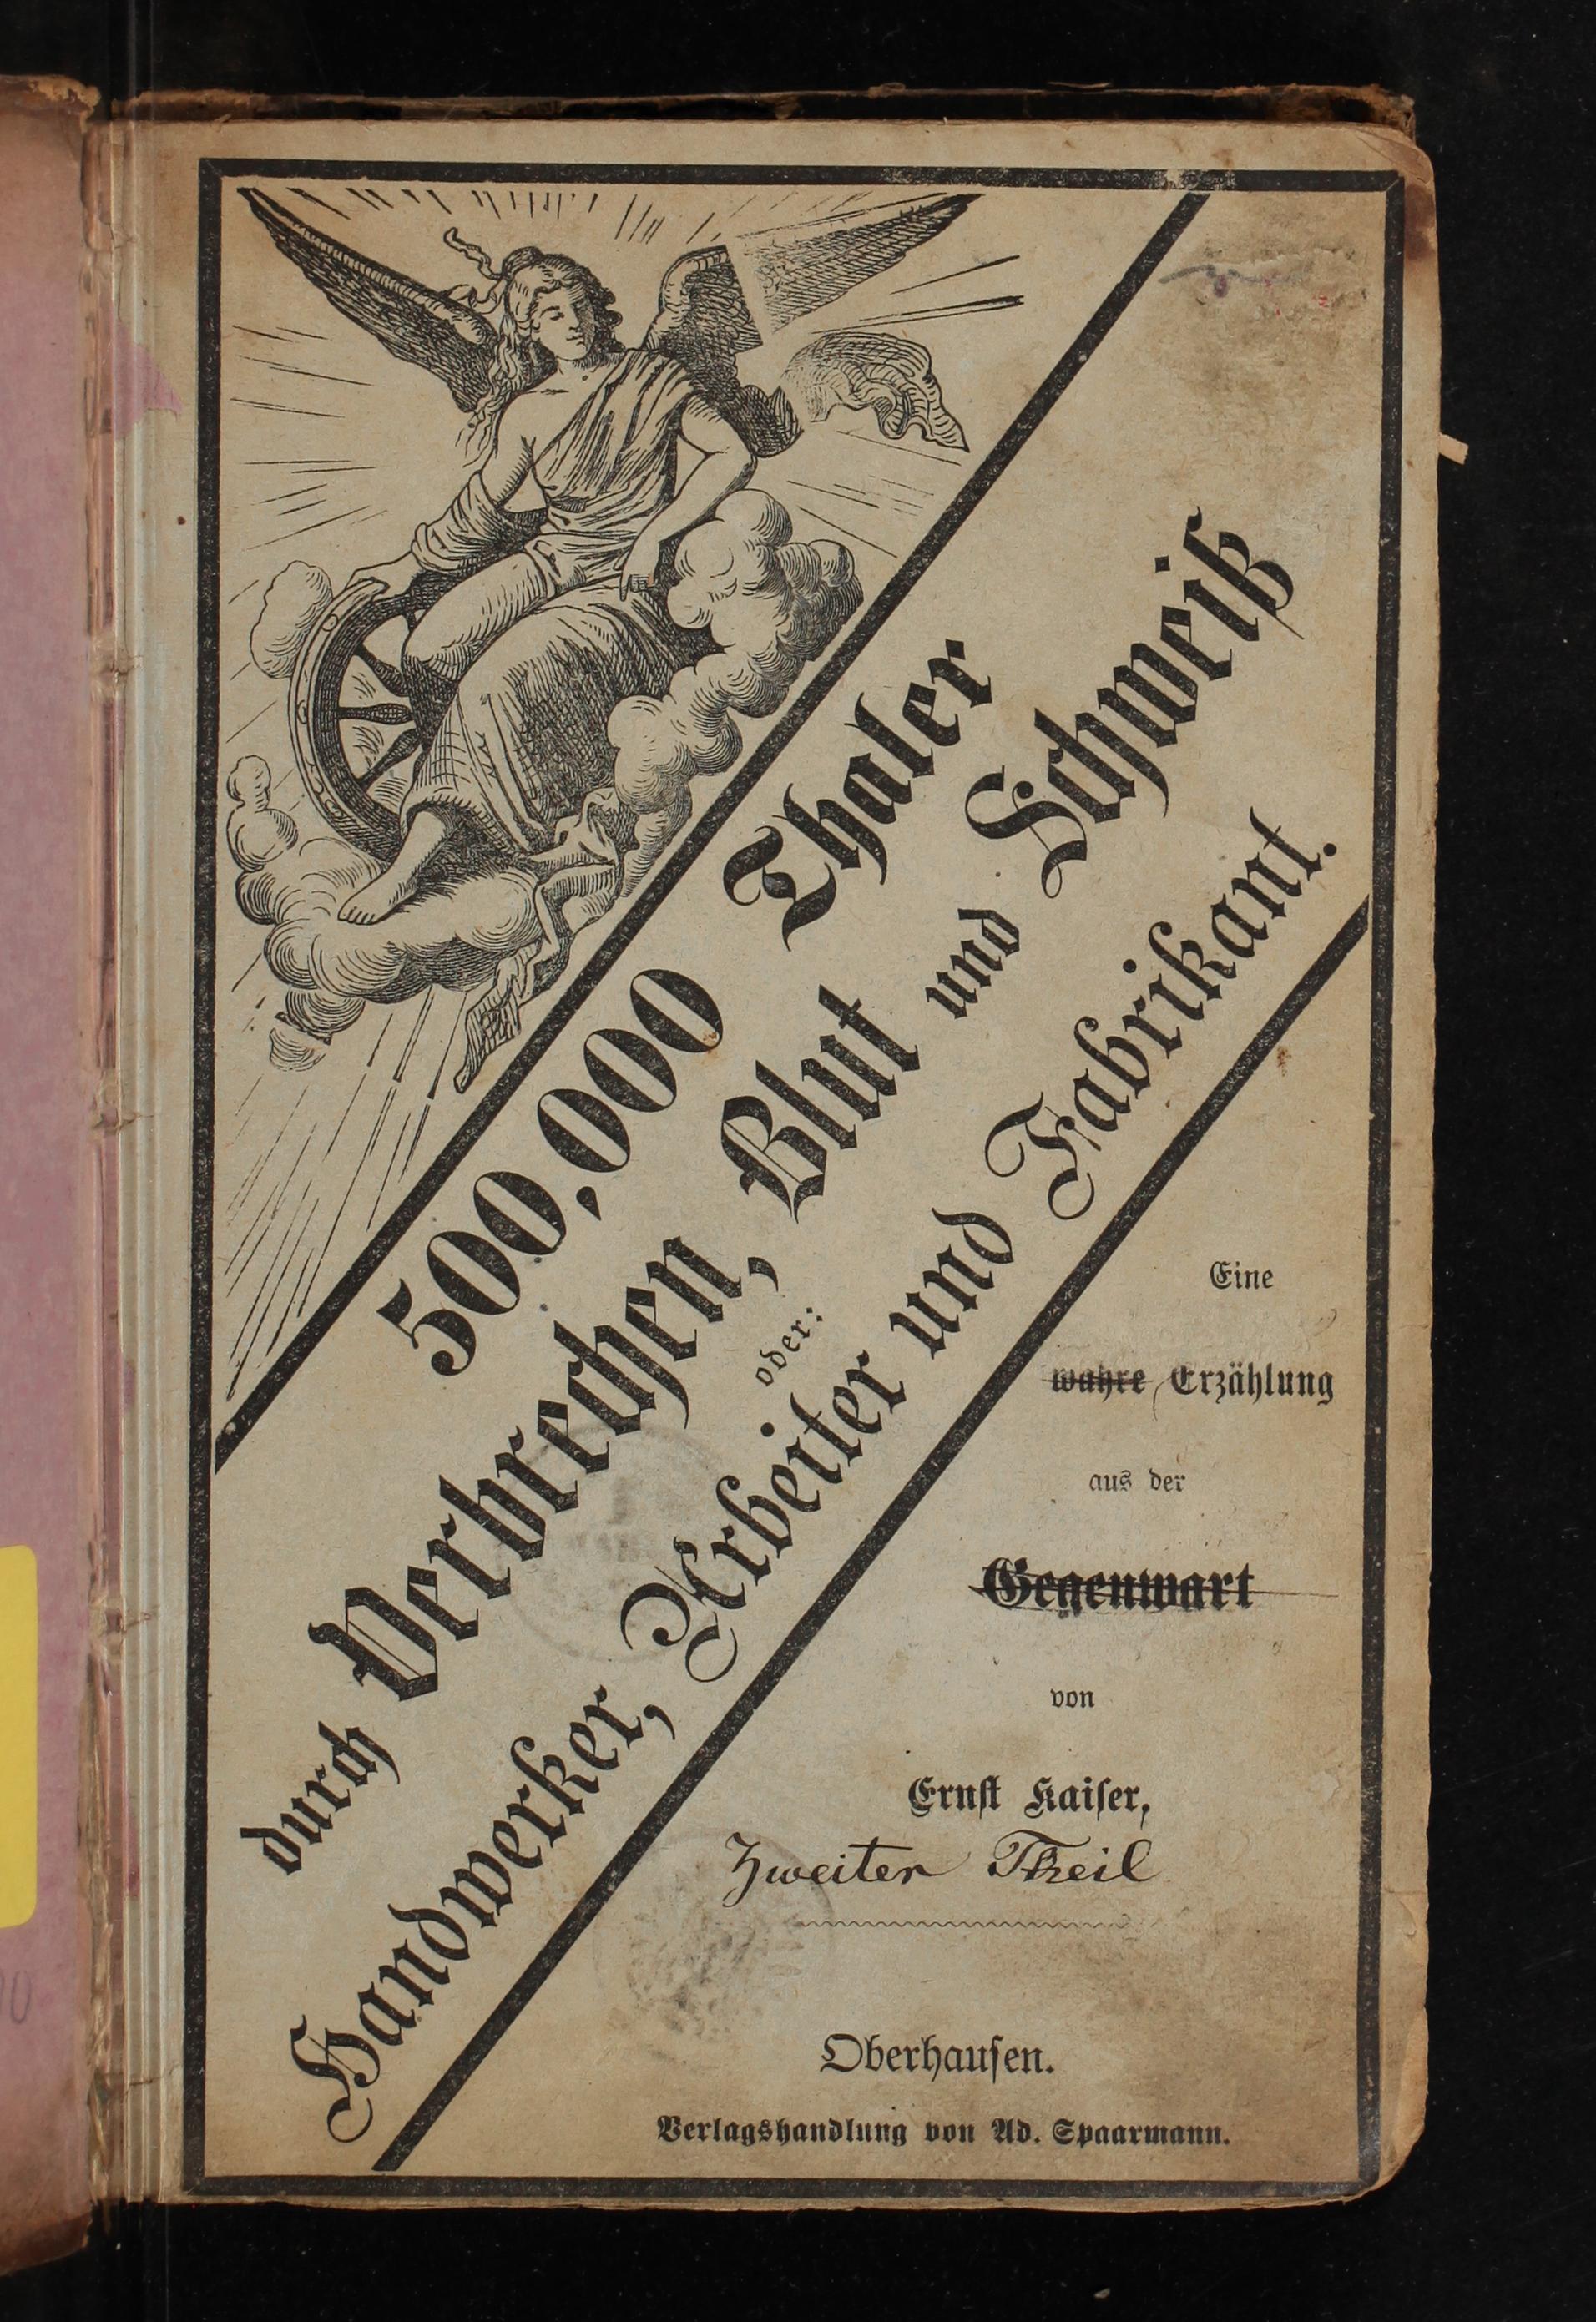 500,000 Thaler
durch Verbrechen, Blut und Schweiß
oder:
Handwerker, Arbeiter und Fabrikant.
Eine
wahre Erzählung
aus der
Gegenwart
von
Ernſt Kaiſer,
Zweiter Theil
Oberhauſen.
Verlagshandlung von Ad. Spaarmann.